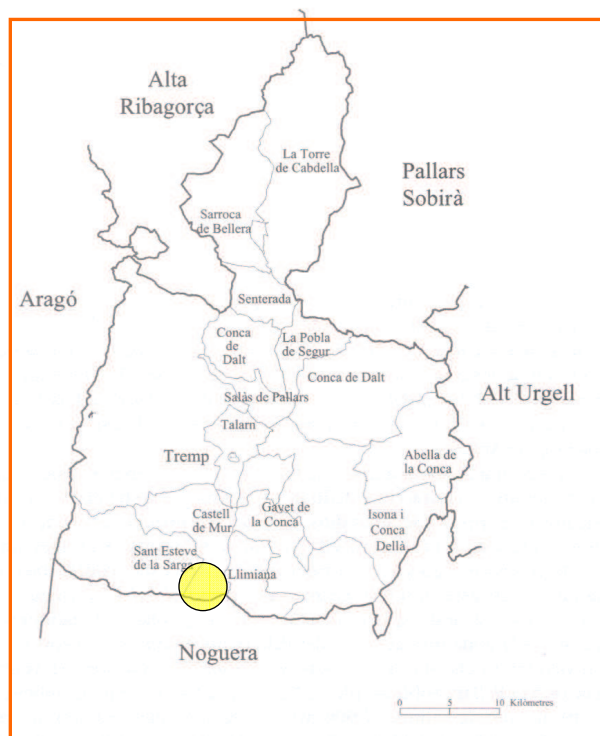 Alta
Ribagorça
La Torre
de Cabdella
Pallars
Sobirà
Sarroca
de Bellera
Aragó
Senterada
Conca
de
Dalt
La Pobla
de Segur
Conca de Dalt
Alt Urgell
Salàs de Pallars
Talarn
Tremp
Abella de
la Conca
Castell
de Mur
Gavet de
la Conca
Isona i
Conca
Dellà
Sant Esteve
de la Sarga
Llimiana
Noguera
0 5 10 Kilòmetres